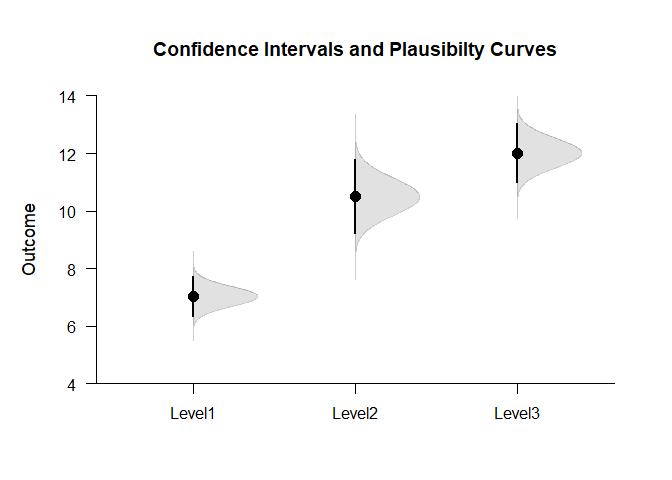 Confidence Intervals and Plausibilty Curves
Outcome
14
12
10
8
6
4
Level1
Level2
Level3